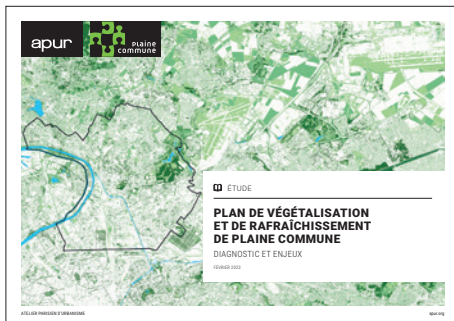 apur
PLAINE
COMMUNE
ÉTUDE
PLAN DE VÉGÉTALISATION
ET DE RAFRAÎCHISSEMENT
DE PLAINE COMMUNE
DIAGNOSTIC ET ENJEUX
FÉVRIER 2023
ATELIER PARISIEN D'URBANISME
apur.org